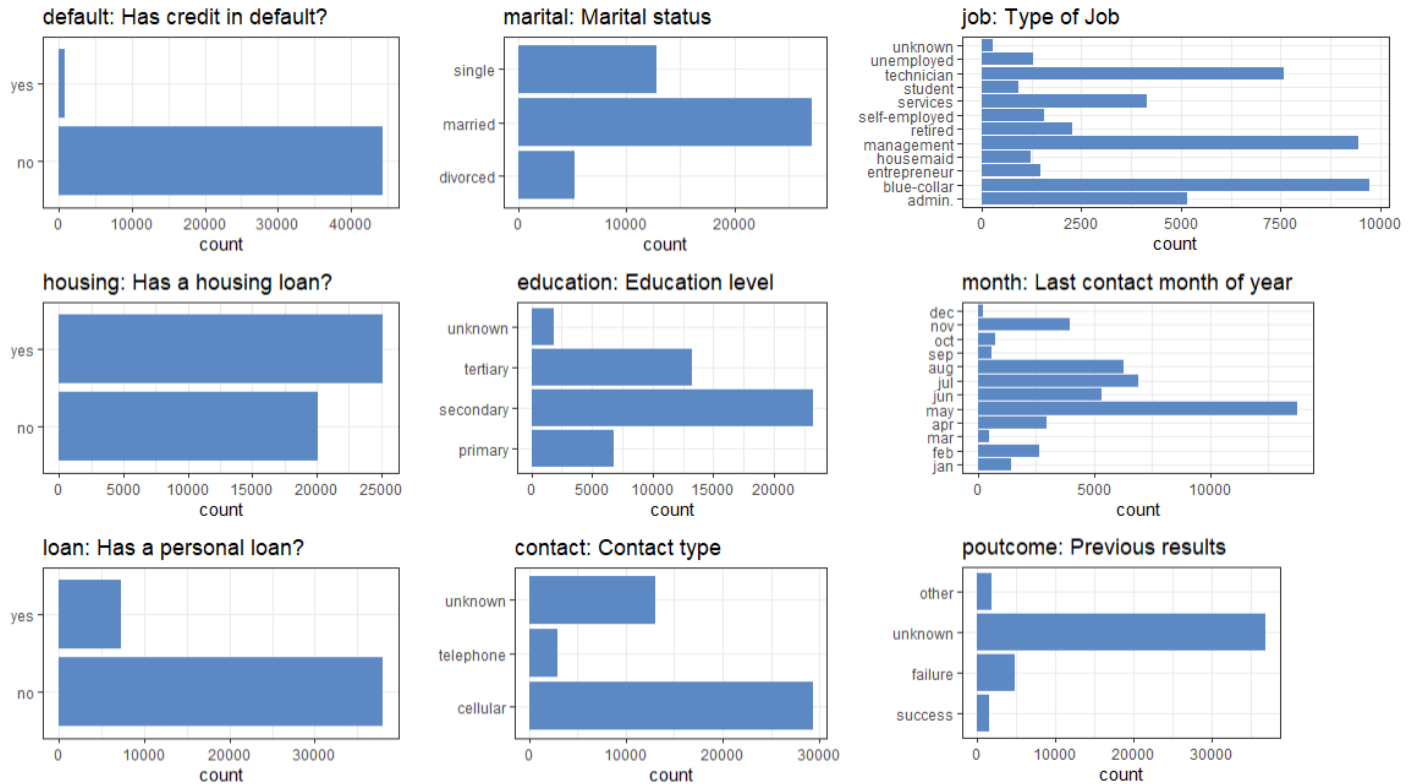 default: Has credit in default?
yes
no
0 10000 20000 30000 40000
count
marital: Marital status
single
married
divorced
0 10000 20000
count
job: Type of Job
unknown
unemployed
technician
student
services
self-employed
retired
management
housemaid
entrepreneur
blue-collar
admin.
0 2500 5000 7500 10000
count
housing: Has a housing loan?
yes
no
0 5000 10000 15000 20000 25000
count
education: Education level
unknown
tertiary
secondary
primary
0 5000 10000 15000 20000
count
month: Last contact month of year
dec
nov
oct
sep
aug
jul
jun
may
apr
mar
feb
jan
0 5000 10000
count
loan: Has a personal loan?
yes
no
0 10000 20000 30000
count
contact: Contact type
unknown
telephone
cellular
0 10000 20000 30000
count
poutcome: Previous results
other
unknown
failure
success
0 10000 20000 30000
count